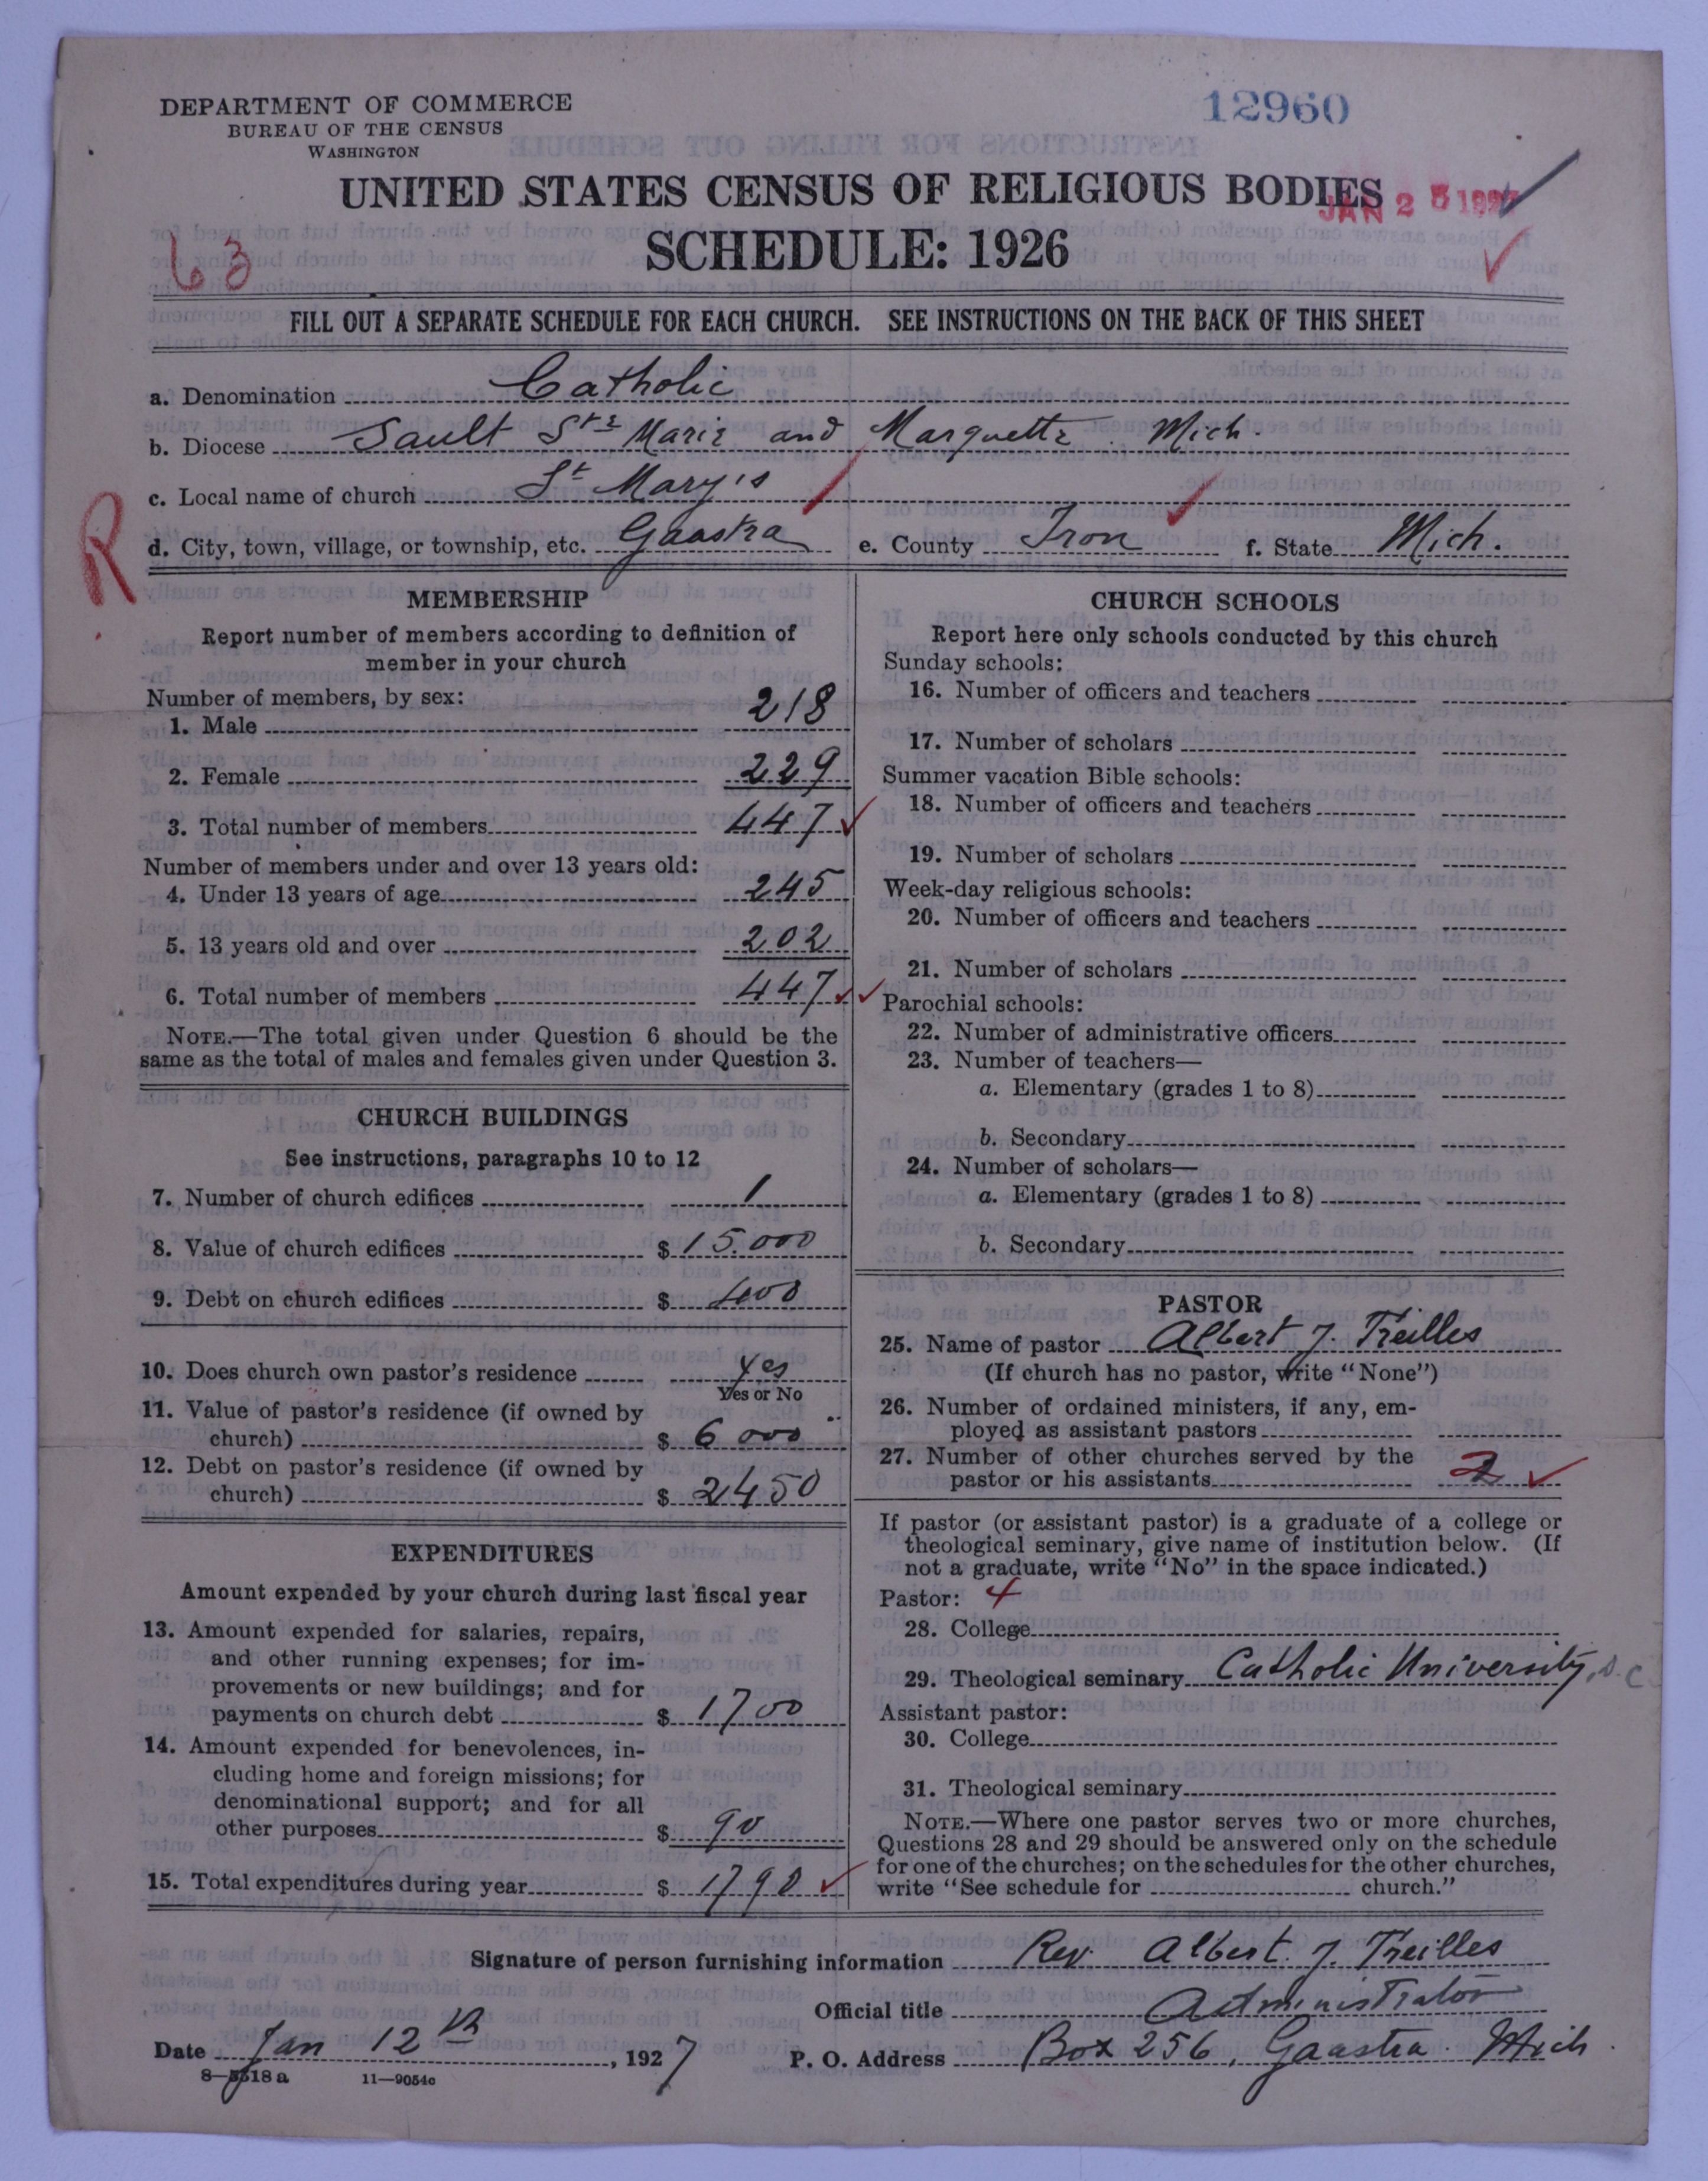 DEPARTMENT OF COMMERCE
BUREAU OF THE CENSUS
WASHINGTON
12960
UNITED STATES CENSUS OF RELIGIOUS BODIES
JAN 25 1927
SCHEDULE: 1926
63
FILL OUT A SEPARATE SCHEDULE FOR EACH CHURCH. SEE INSTRUCTIONS ON THE BACK OF THIS SHEET
a. Denomination Catholic
b. Diocese Sault Ste Marie and Marquette. Mich.
c. Local name of church St Mary's
R
d. City, town, village, or township, etc. Gaastra e. County Iron f. State Mich.
MEMBERSHIP
Report number of members according to definition of
member in your church
Number of members, by sex:
1. Male 218
2. Female 229
3. Total number of members 447
Number of members under and over 13 years old:
4. Under 13 years of age 245
5. 13 years old and over 202
6. Total number of members 447
NOTE.—The total given under Question 6 should be the
same as the total of males and females given under Question 3.
CHURCH BUILDINGS
See instructions, paragraphs 10 to 12
7. Number of church edifices 1
8. Value of church edifices $ 15.000
9. Debt on church edifices $
10. Does church own pastor's residence yes
Yes or No
11. Value of pastor's residence (if owned by
church) $ 6 000
12. Debt on pastor's residence (if owned by
church) $ 2450
EXPENDITURES
Amount expended by your church during last fiscal year
13. Amount expended for salaries, repairs,
and other running expenses; for im-
provements or new buildings; and for
payments on church debt $ 1700
14. Amount expended for benevolences, in-
cluding home and foreign missions; for
denominational support; and for all
other purposes $ 90
15. Total expenditures during year $ 1790
CHURCH SCHOOLS
Report here only schools conducted by this church
Sunday schools:
16. Number of officers and teachers
17. Number of scholars
Summer vacation Bible schools:
18. Number of officers and teachers
19. Number of scholars
Week-day religious schools:
20. Number of officers and teachers
21. Number of scholars
Parochial schools:
22. Number of administrative officers
23. Number of teachers—
a. Elementary (grades 1 to 8)
b. Secondary
24. Number of scholars—
a. Elementary (grades 1 to 8)
b. Secondary
PASTOR
25. Name of pastor Albert J. Treilles
(If church has no pastor, write "None")
26. Number of ordained ministers, if any, em-
ployed as assistant pastors
27. Number of other churches served by the
pastor or his assistants 2
If pastor (or assistant pastor) is a graduate of a college or
theological seminary, give name of institution below. (If
not a graduate, write "No" in the space indicated.)
Pastor: 4
28. College
29. Theological seminary Catholic University, D.C
Assistant pastor:
30. College
31. Theological seminary
NOTE.—Where one pastor serves two or more churches,
Questions 28 and 29 should be answered only on the schedule
for one of the churches; on the schedules for the other churches,
write "See schedule for church."
Signature of person furnishing information Rev. Albert. J. Treilles
Official title Administrator
Date Jan 12th, 1927 P. O. Address Box 256, Gaastra. Mich.
8—5518a 11—9054c